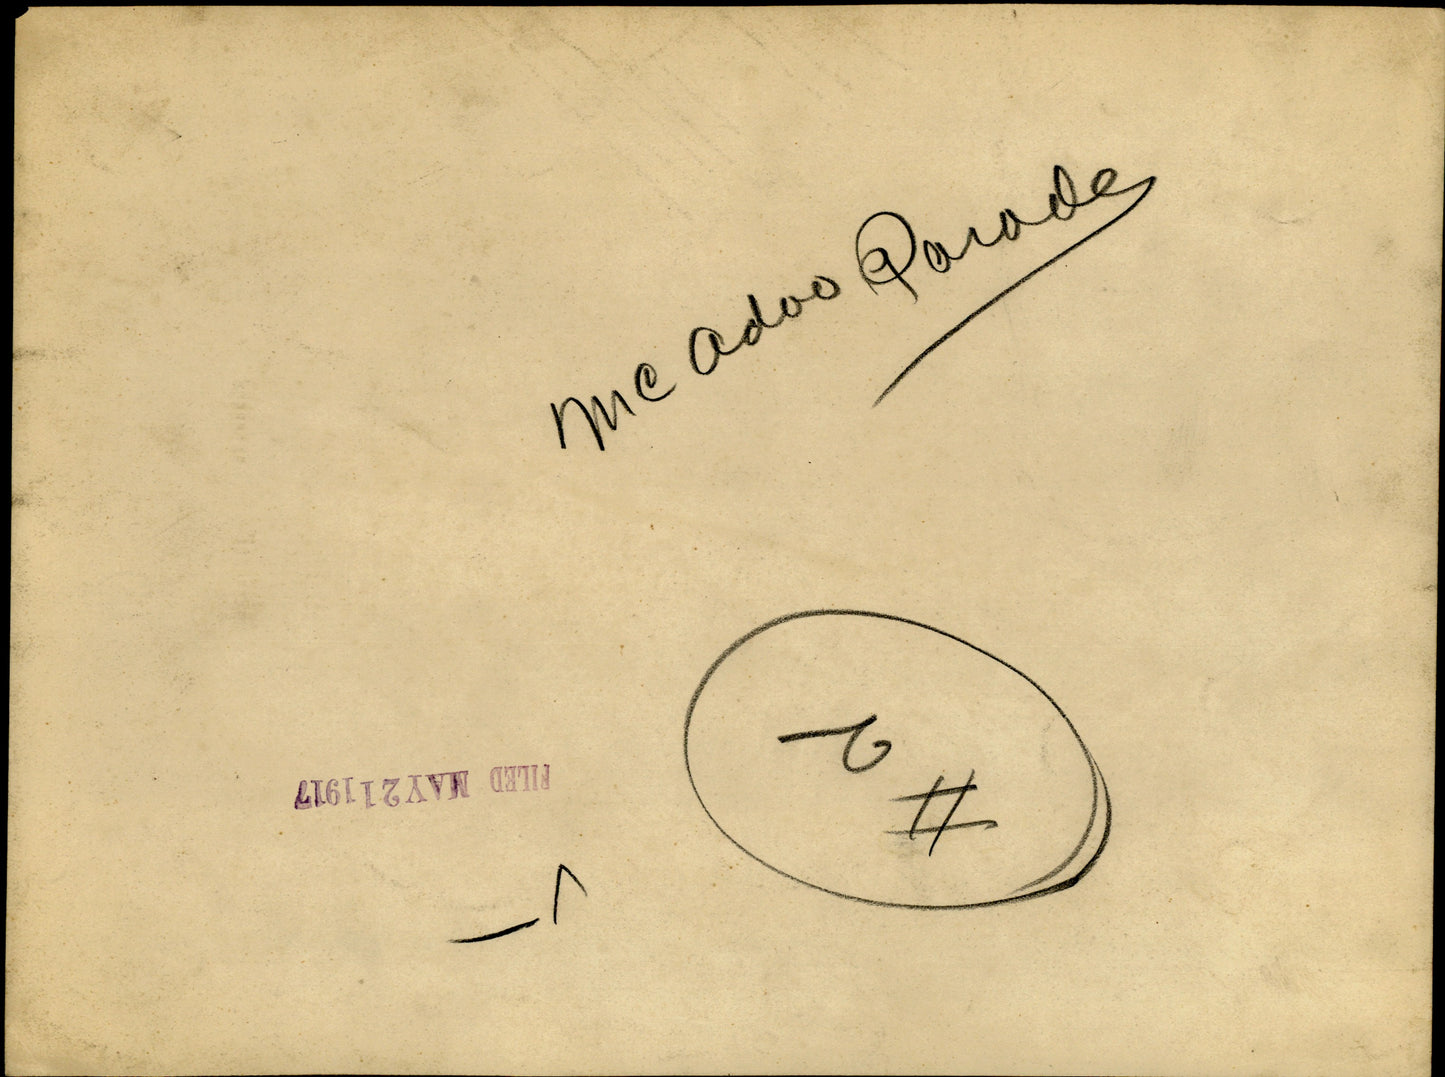 Mc Adoo Parade
# 2
FILED MAY 21 1917